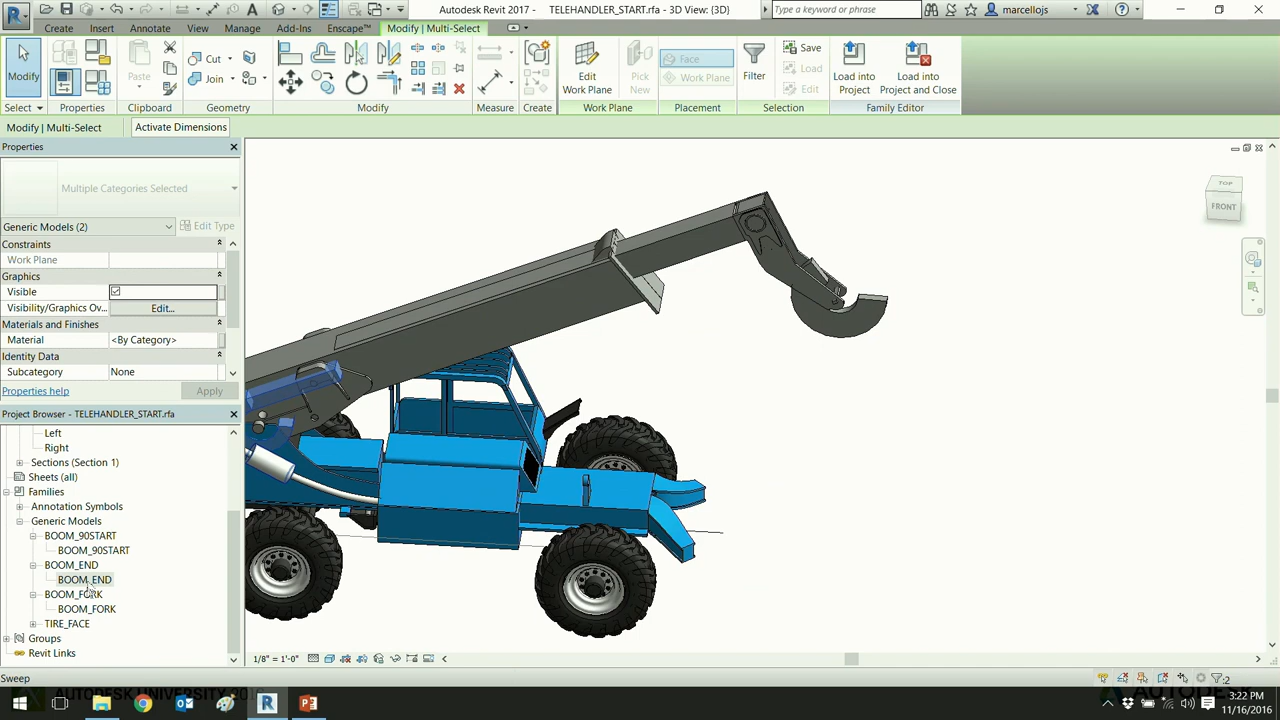 Autodesk Revit 2017 - TELEHANDLER_START.rfa - 3D View: {3D}
Type a keyword or phrase
marcellojs
Create
Insert
Annotate
View
Manage
Add-Ins
Enscape™
Modify | Multi-Select
Modify
Paste
Cut
Join
Edit
Work Plane
Pick
New
Face
Work Plane
Filter
Save
Load
Edit
Load into
Project
Load into
Project and Close
Select
Properties
Clipboard
Geometry
Modify
Measure
Create
Work Plane
Placement
Selection
Family Editor
Modify | Multi-Select
Activate Dimensions
Properties
Multiple Categories Selected
Generic Models (2)
Edit Type
Constraints
Work Plane
Graphics
Visible
Visibility/Graphics Ov...
Edit...
Materials and Finishes
Material
<By Category>
Identity Data
Subcategory
None
Properties help
Apply
Project Browser - TELEHANDLER_START.rfa
Left
Right
Sections (Section 1)
Sheets (all)
Families
Annotation Symbols
Generic Models
BOOM_90START
BOOM_90START
BOOM_END
BOOM_END
BOOM_FORK
BOOM_FORK
TIRE_FACE
Groups
Revit Links
TOP
FRONT
1/8" = 1'-0"
Sweep
:2
AUTODESK UNIVERSITY
3:22 PM
11/16/2016